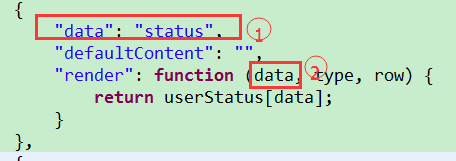 {
"data": "status", 1
"defaultContent": "",
"render": function (data, type, row) { 2
return userStatus[data];
}
},